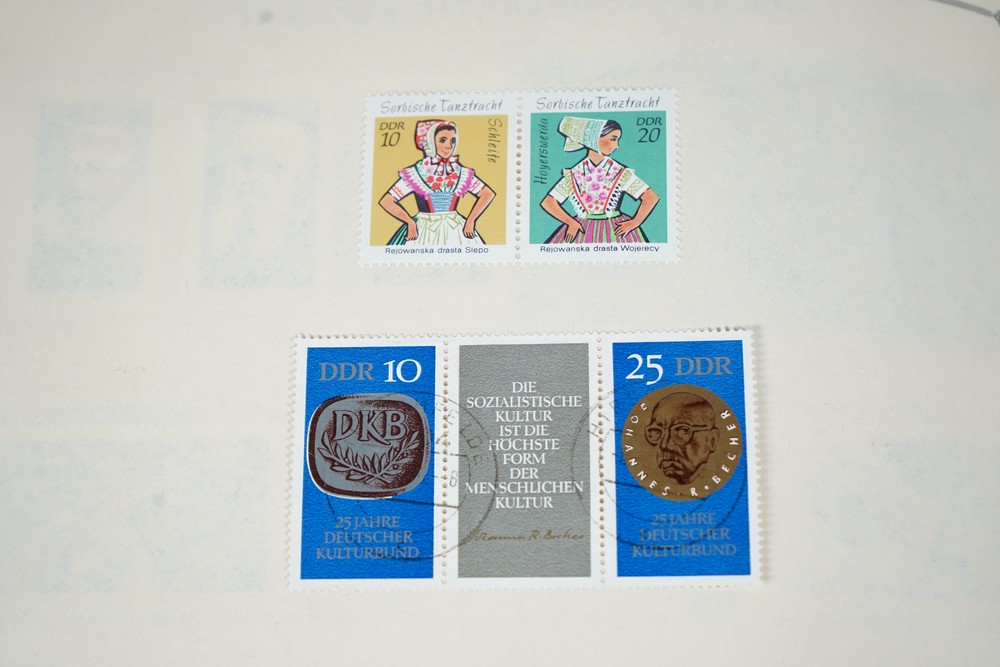 Sorbische Tanztracht
DDR
10
Schleife
Rejowanska drasta Slepo
Sorbische Tanztracht
Hoyerswerda
DDR
20
Rejowanska drasta Wojerecy
DDR 10
DKB
25 JAHRE
DEUTSCHER
KULTURBUND
DIE
SOZIALISTISCHE
KULTUR
IST DIE
HÖCHSTE
FORM
DER
MENSCHLICHEN
KULTUR
Johannes R. Becher
25 DDR
JOHANNES · R · BECHER
25 JAHRE
DEUTSCHER
KULTURBUND